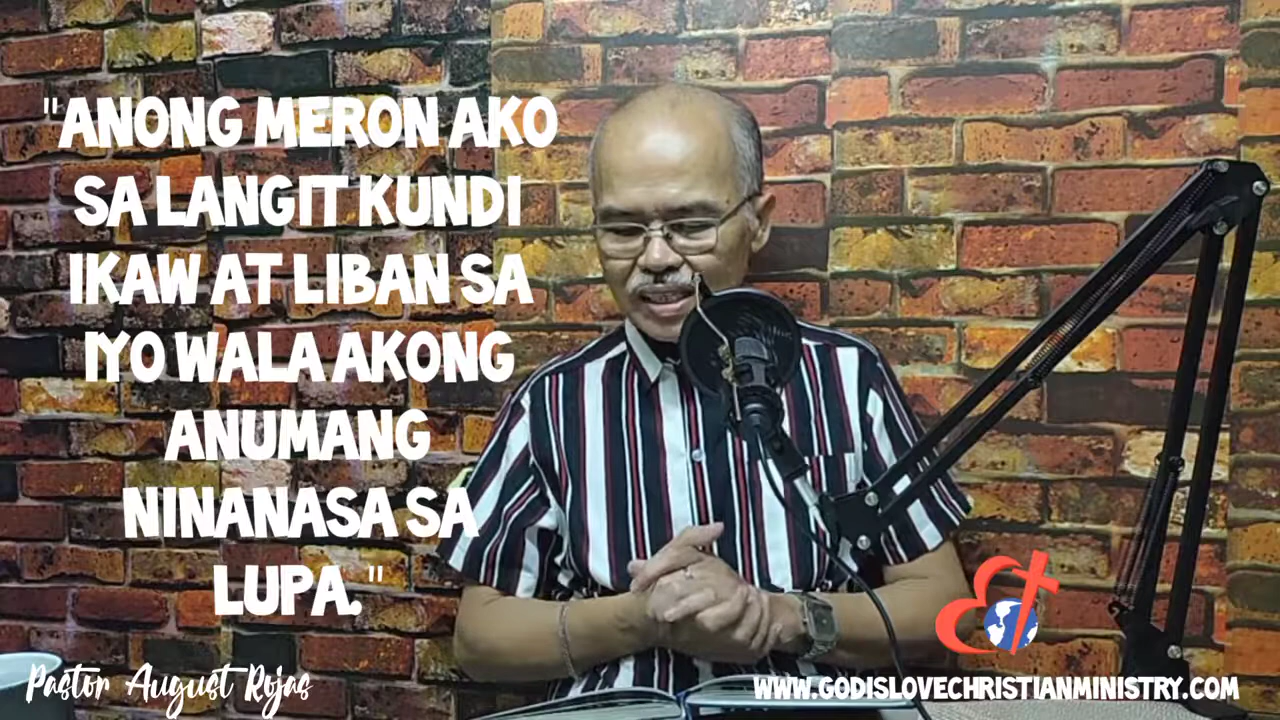 "ANONG MERON AKO
SA LANGIT KUNDI
IKAW AT LIBAN SA
IYO WALA AKONG
ANUMANG
NINANASA SA
LUPA."
Pastor August Rojas
WWW.GODISLOVECHRISTIANMINISTRY.COM